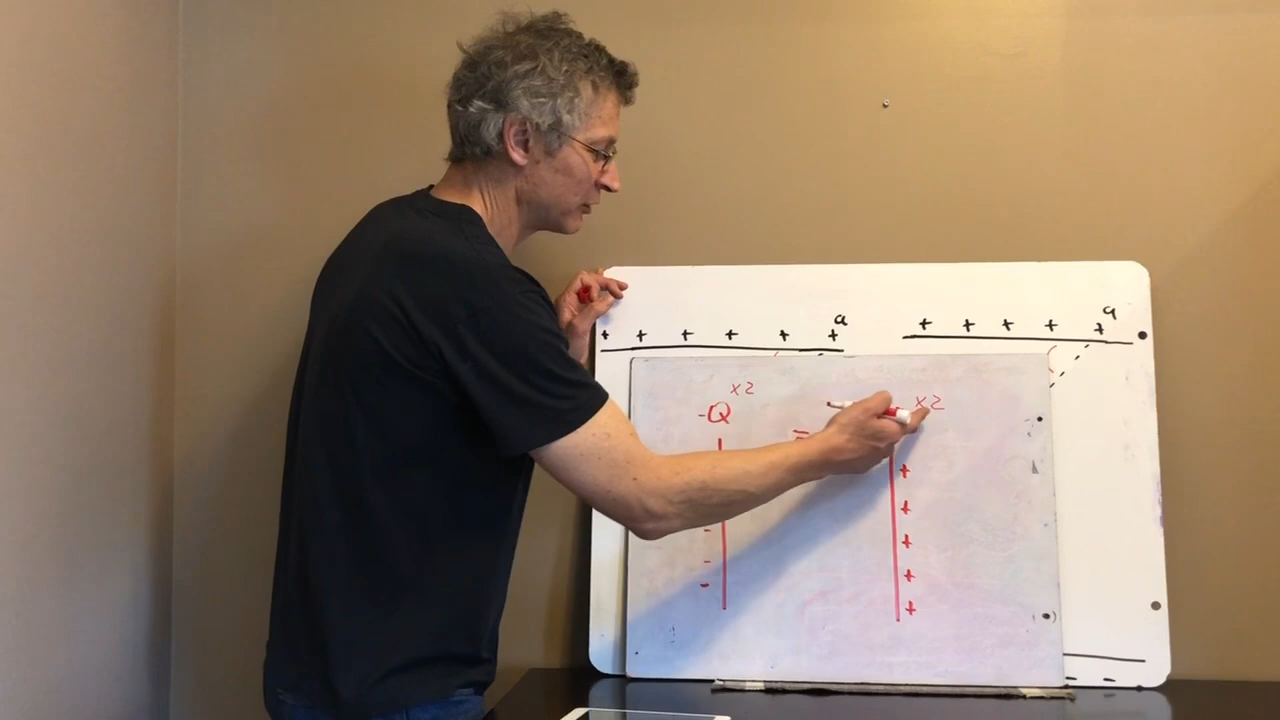 + + + + + + a
+ + + + + q
x2
-Q
x2
+
+
+
-
+
-
+
-
+